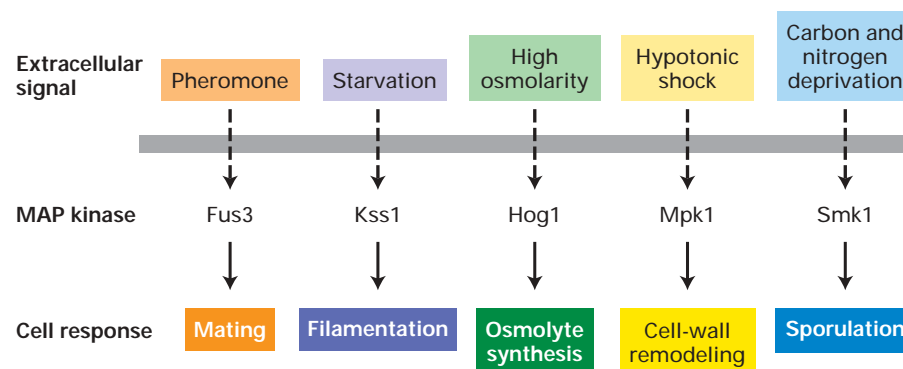 Extracellular
signal
Pheromone
Starvation
High
osmolarity
Hypotonic
shock
Carbon and
nitrogen
deprivation
MAP kinase
Fus3
Kss1
Hog1
Mpk1
Smk1
Cell response
Mating
Filamentation
Osmolyte
synthesis
Cell-wall
remodeling
Sporulation